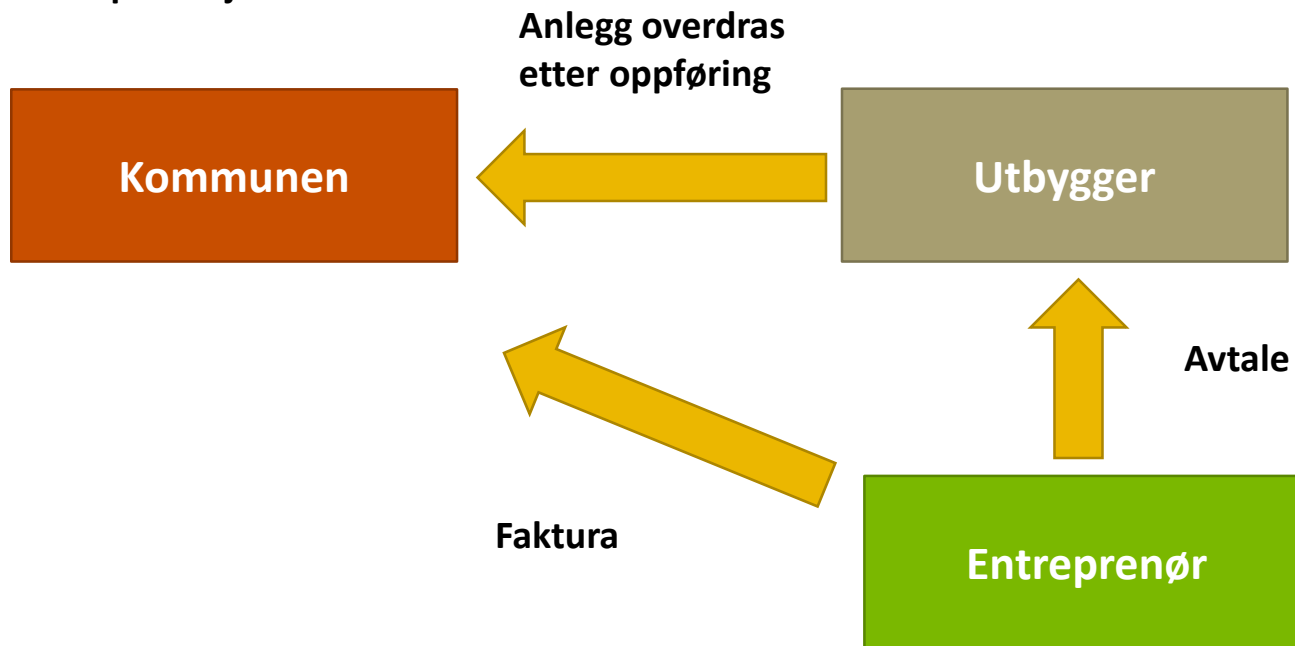 Anlegg overdras
etter oppføring
Kommunen
Utbygger
Avtale
Faktura
Entreprenør